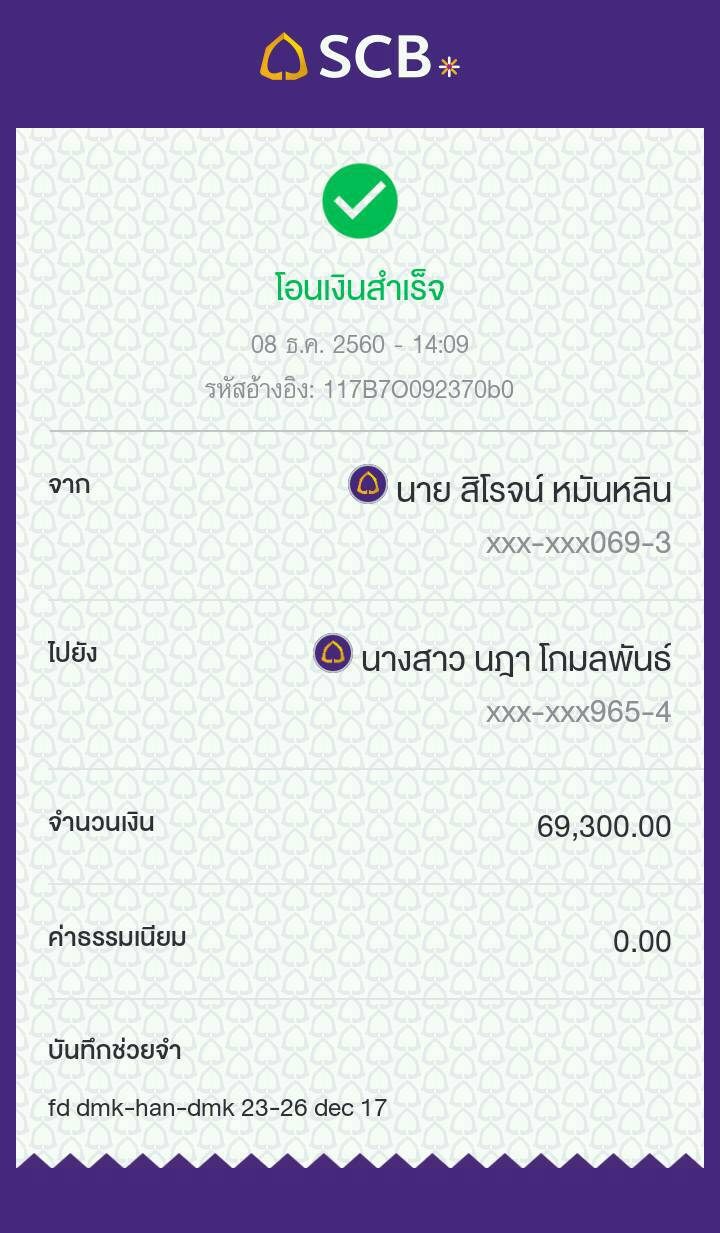 SCB
โอนเงินสำเร็จ
08 ธ.ค. 2560 - 14:09
รหัสอ้างอิง: 117B7O092370b0
จาก
นาย สิโรจน์ หมันหลิน
xxx-xxx069-3
ไปยัง
นางสาว นฎา โกมลพันธ์
xxx-xxx965-4
จำนวนเงิน 69,300.00
ค่าธรรมเนียม 0.00
บันทึกช่วยจำ
fd dmk-han-dmk 23-26 dec 17